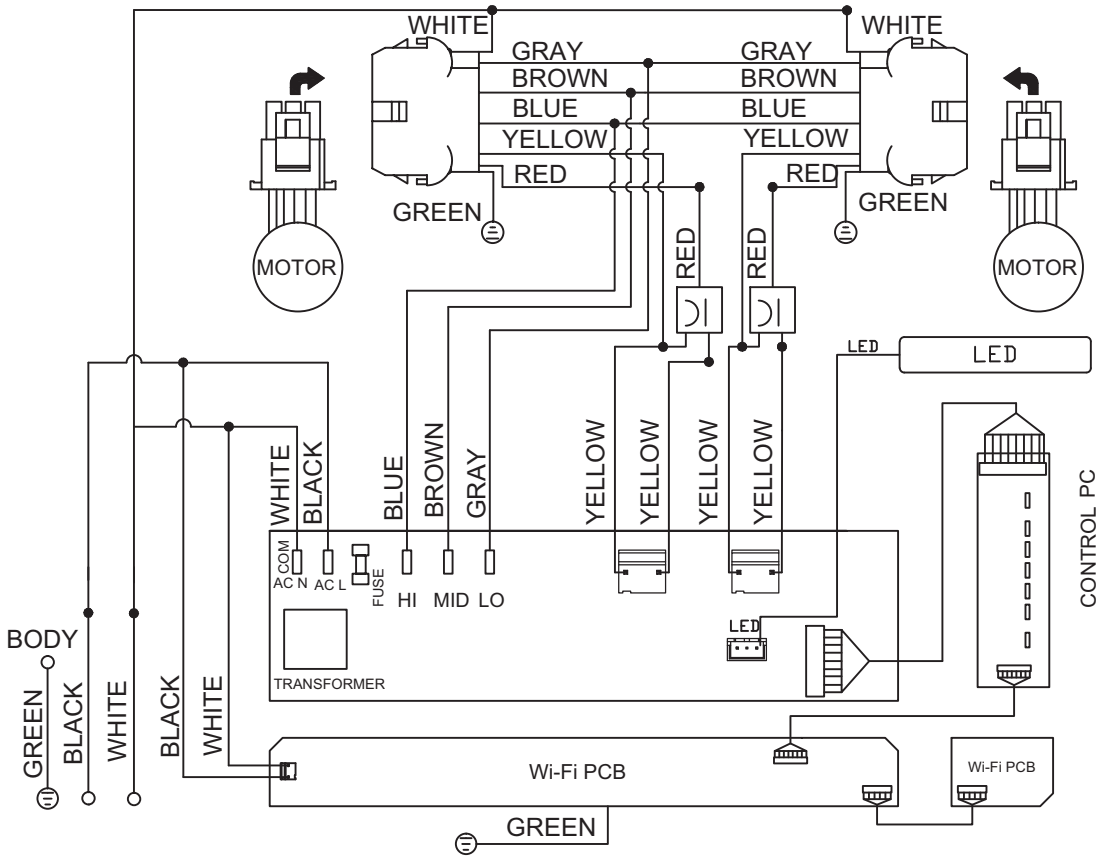 WHITE
WHITE
GRAY
GRAY
BROWN
BROWN
BLUE
BLUE
YELLOW
YELLOW
RED
RED
GREEN
GREEN
MOTOR
MOTOR
RED
RED
LED
LED
WHITE
BLACK
BLUE
BROWN
GRAY
YELLOW
YELLOW
YELLOW
YELLOW
CONTROL PC
COM
AC N
AC L
FUSE
HI
MID
LO
LED
TRANSFORMER
BODY
GREEN
BLACK
WHITE
BLACK
WHITE
Wi-Fi PCB
Wi-Fi PCB
GREEN